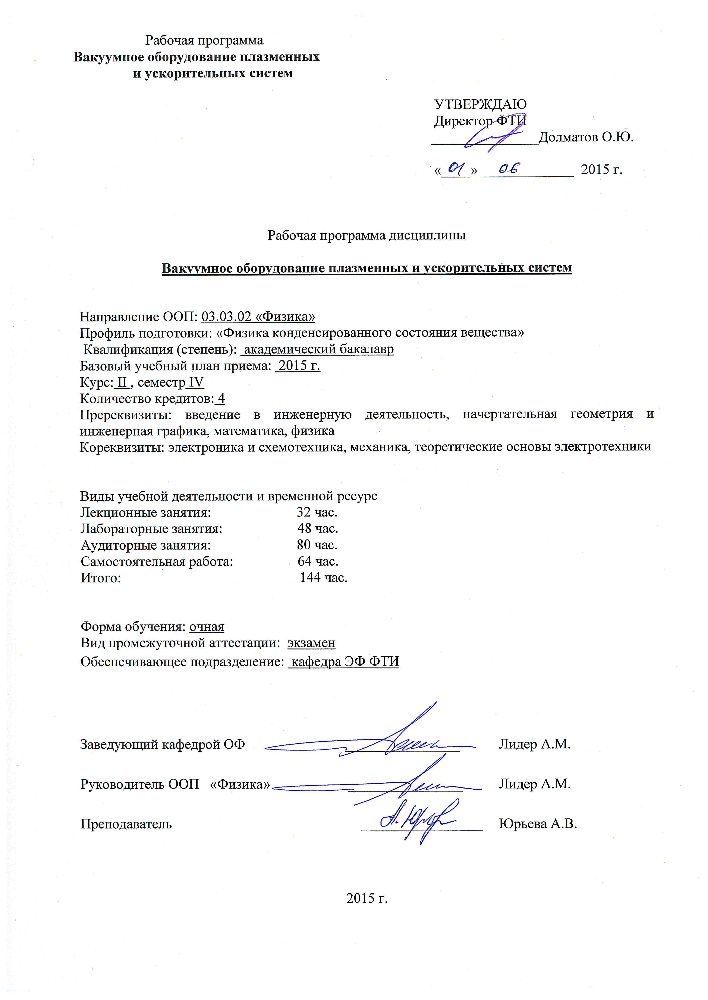 Рабочая программа
Вакуумное оборудование плазменных
и ускорительных систем
УТВЕРЖДАЮ
Директор ФТИ
Долматов О.Ю.
«01» 06 2015 г.
Рабочая программа дисциплины
Вакуумное оборудование плазменных и ускорительных систем
Направление ООП: 03.03.02 «Физика»
Профиль подготовки: «Физика конденсированного состояния вещества»
Квалификация (степень): академический бакалавр
Базовый учебный план приема: 2015 г.
Курс: II , семестр IV
Количество кредитов: 4
Пререквизиты: введение в инженерную деятельность, начертательная геометрия и
инженерная графика, математика, физика
Кореквизиты: электроника и схемотехника, механика, теоретические основы электротехники
Виды учебной деятельности и временной ресурс
Лекционные занятия: 32 час.
Лабораторные занятия: 48 час.
Аудиторные занятия: 80 час.
Самостоятельная работа: 64 час.
Итого: 144 час.
Форма обучения: очная
Вид промежуточной аттестации: экзамен
Обеспечивающее подразделение: кафедра ЭФ ФТИ
Заведующий кафедрой ОФ Лидер А.М.
Руководитель ООП «Физика» Лидер А.М.
Преподаватель Юрьева А.В.
2015 г.